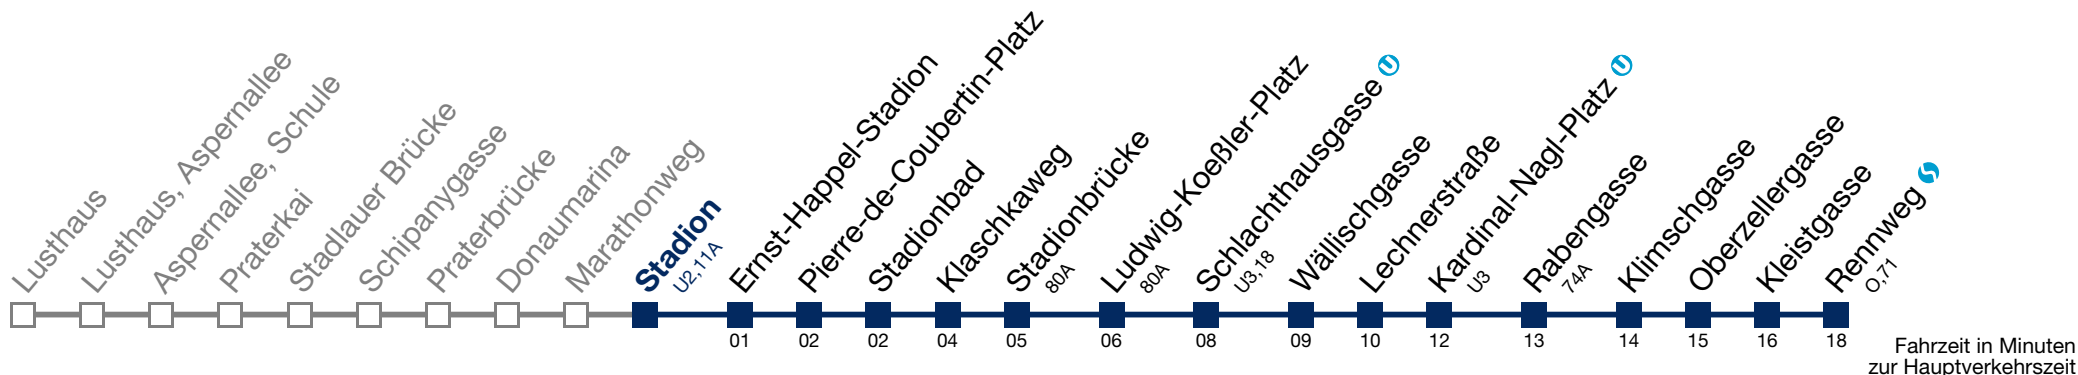 Lusthaus
Lusthaus, Aspernallee
Aspernallee, Schule
Praterkai
Stadlauer Brücke
Schipanygasse
Praterbrücke
Donaumarina
Marathonweg
Stadion
U2,11A
Ernst-Happel-Stadion
Pierre-de-Coubertin-Platz
Stadionbad
Klaschkaweg
Stadionbrücke
80A
Ludwig-Koeßler-Platz
80A
Schlachthausgasse U
U3,18
Wällischgasse
Lechnerstraße
Kardinal-Nagl-Platz U
U3
Rabengasse
74A
Klimschgasse
Oberzellergasse
Kleistgasse
Rennweg
O,71
01 02 02 04 05 06 08 09 10 12 13 14 15 16 18
Fahrzeit in Minuten
zur Hauptverkehrszeit